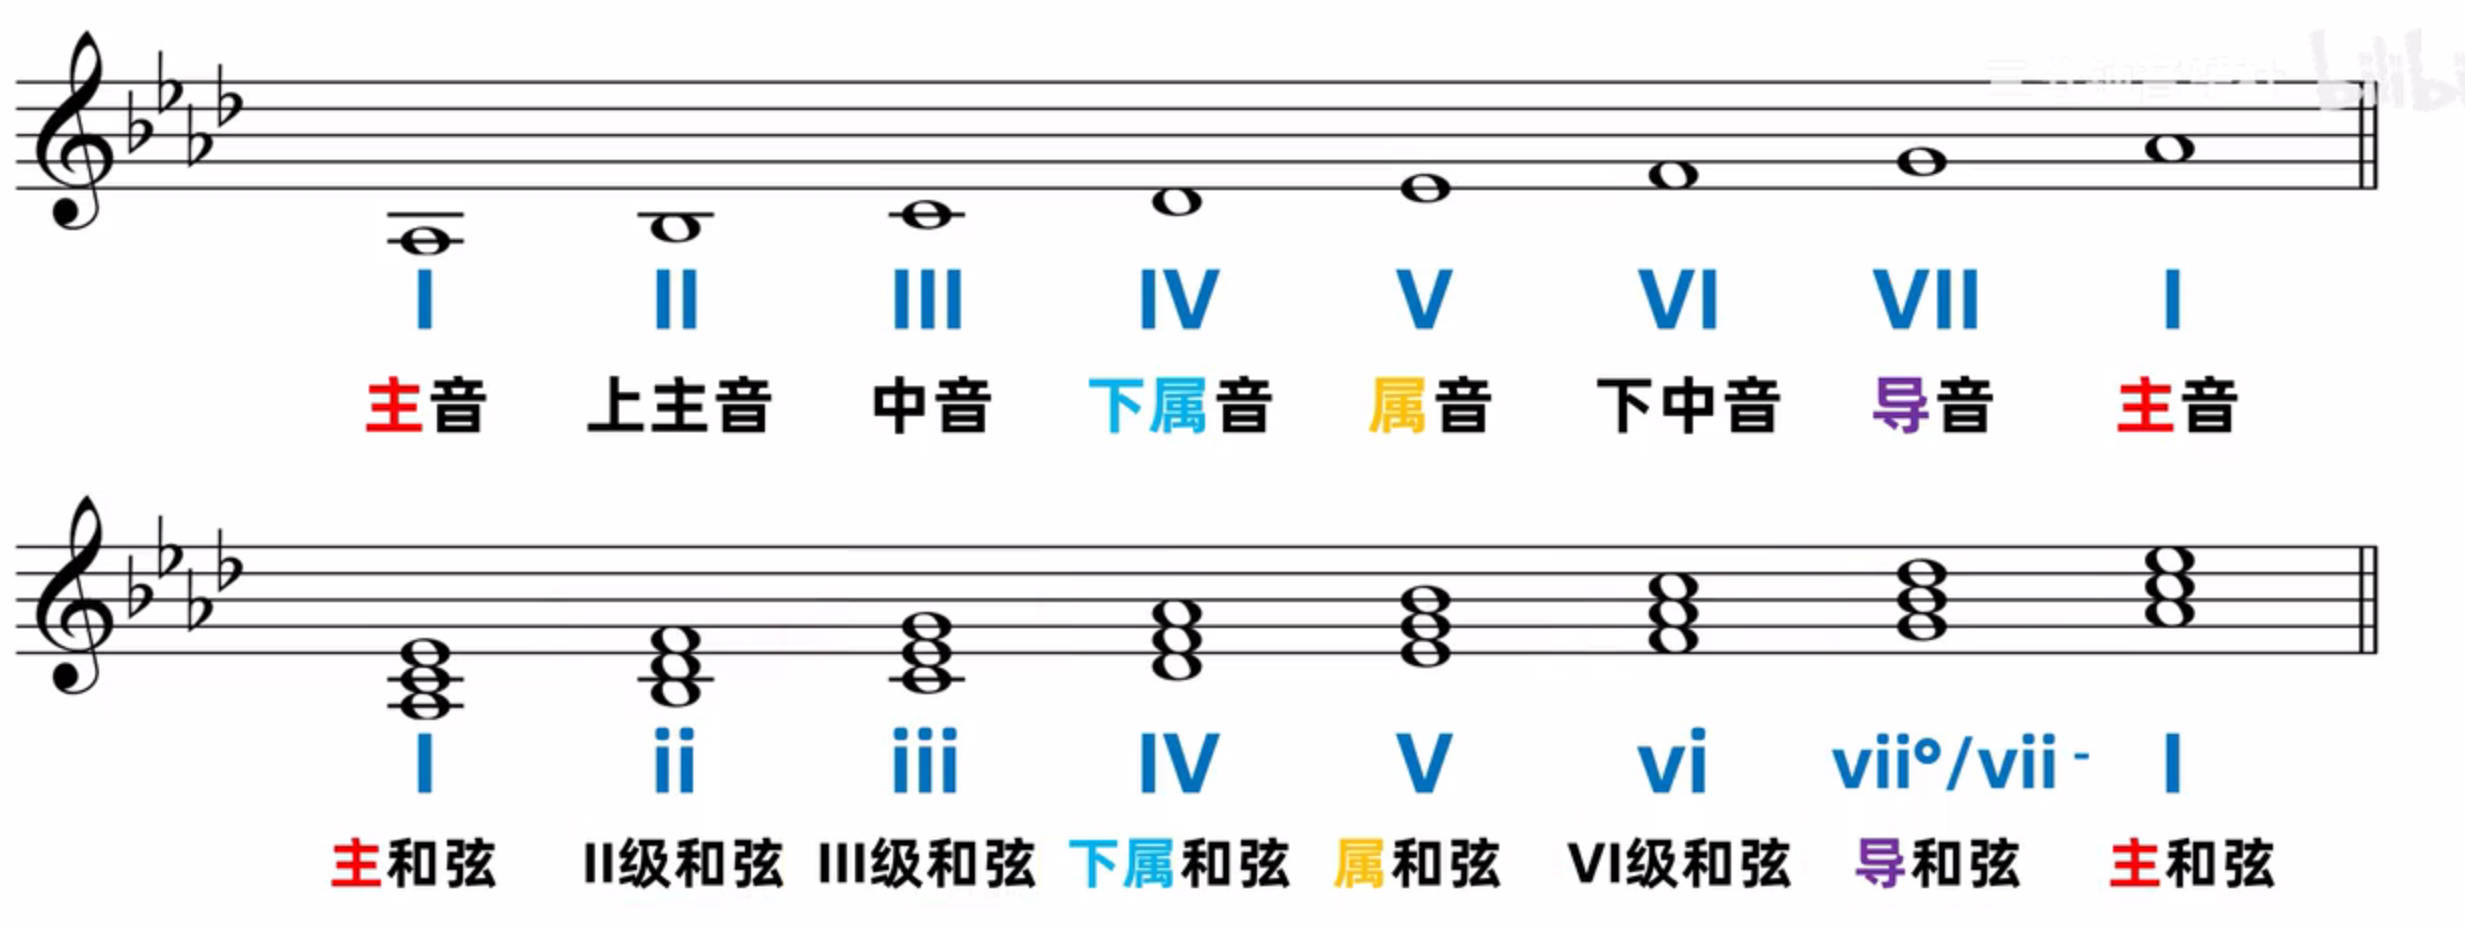 I II III IV V VI VII I
主音 上主音 中音 下属音 属音 下中音 导音 主音
I ii iii IV V vi vii°/vii - I
主和弦 II级和弦 III级和弦 下属和弦 属和弦 VI级和弦 导和弦 主和弦